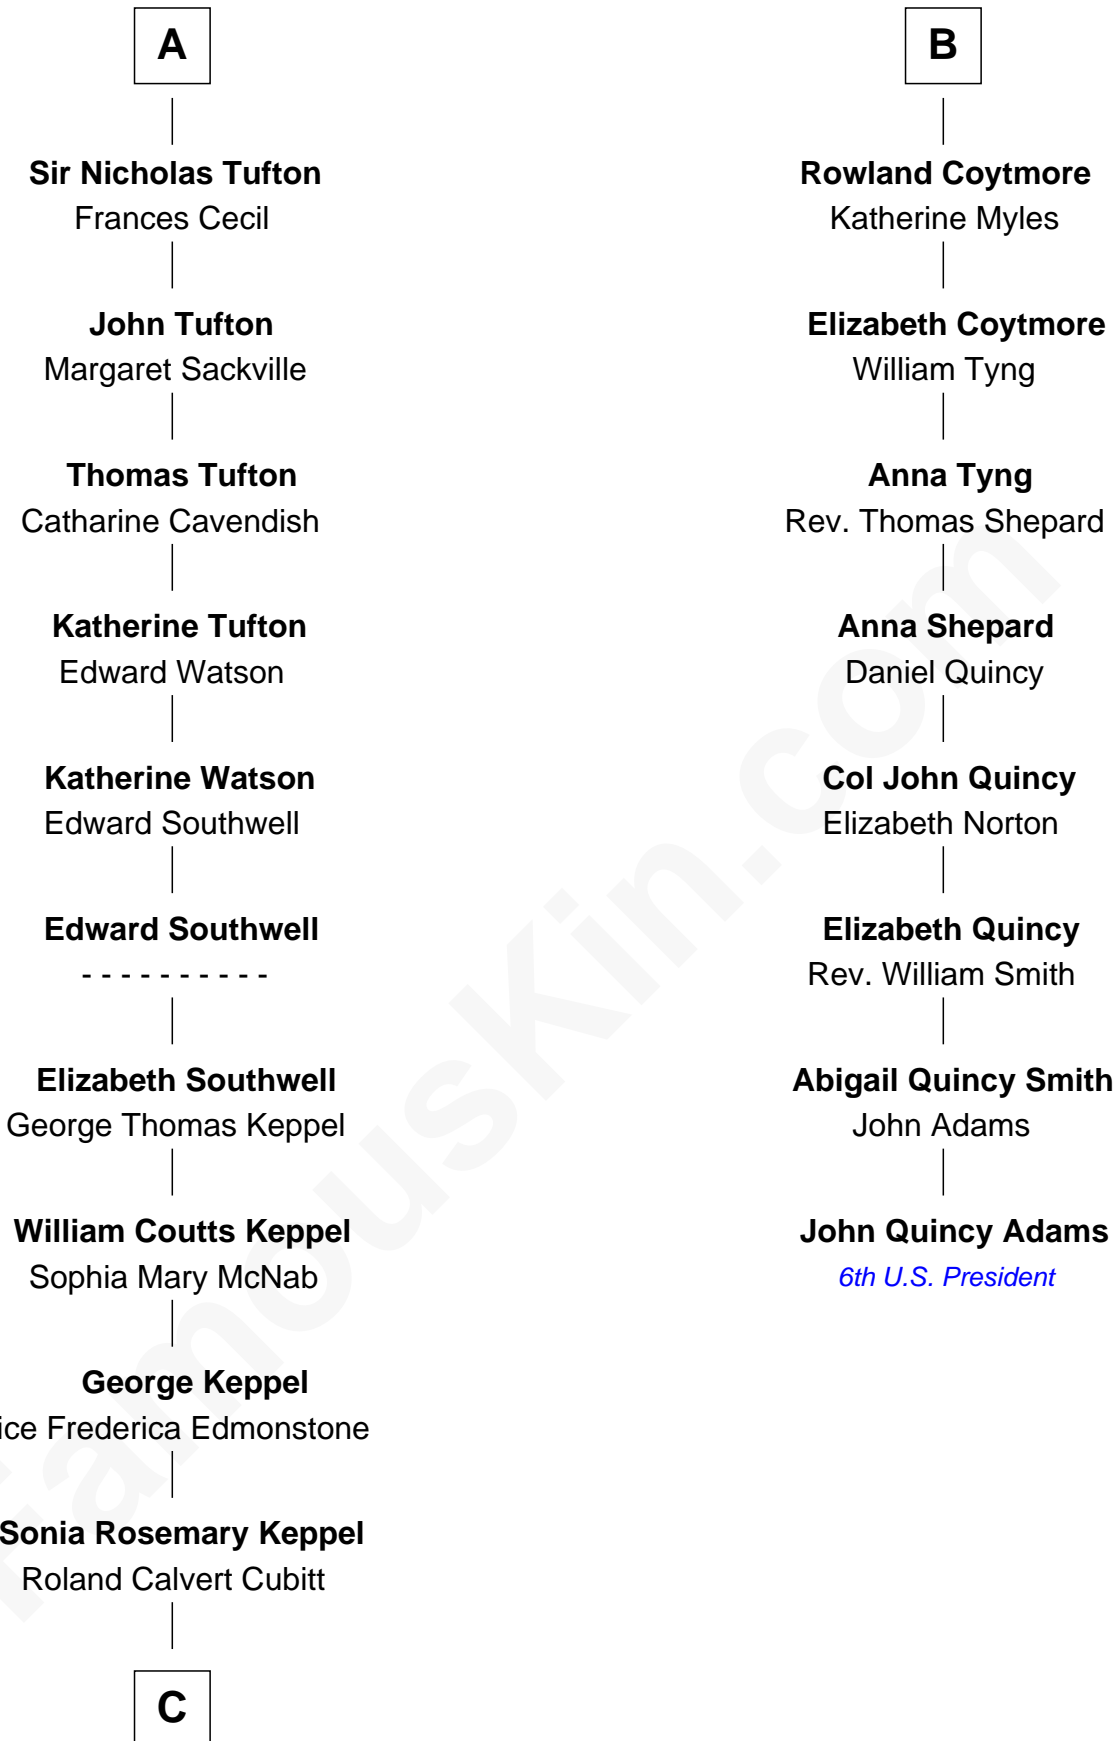 A
Sir Nicholas Tufton
Frances Cecil
John Tufton
Margaret Sackville
Thomas Tufton
Catharine Cavendish
Katherine Tufton
Edward Watson
Katherine Watson
Edward Southwell
Edward Southwell
- - - - - - - - - -
Elizabeth Southwell
George Thomas Keppel
William Coutts Keppel
Sophia Mary McNab
George Keppel
ice Frederica Edmonstone
Sonia Rosemary Keppel
Roland Calvert Cubitt
C
B
Rowland Coytmore
Katherine Myles
Elizabeth Coytmore
William Tyng
Anna Tyng
Rev. Thomas Shepard
Anna Shepard
Daniel Quincy
Col John Quincy
Elizabeth Norton
Elizabeth Quincy
Rev. William Smith
Abigail Quincy Smith
John Adams
John Quincy Adams
6th U.S. President
FamousKin.com